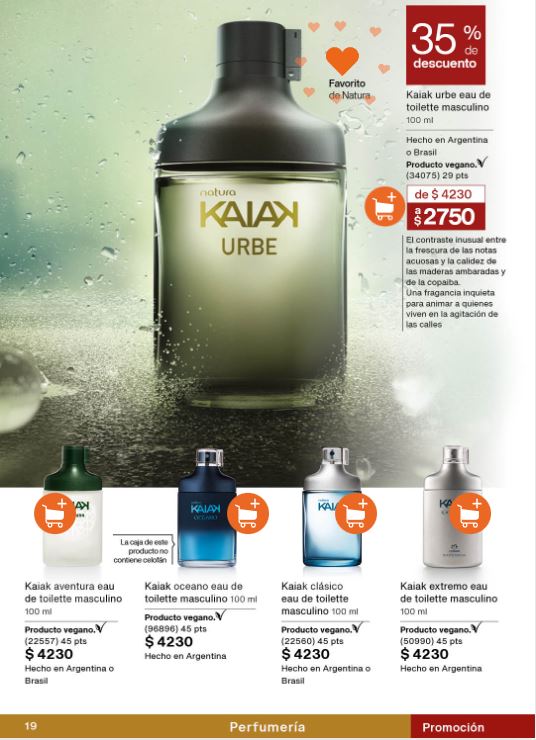 35 %
de
descuento
Favorito
de Natura
Kaiak urbe eau de
toilette masculino
100 ml
Hecho en Argentina
o Brasil
Producto vegano.
(34075) 29 pts
de $ 4230
a
$ 2750
El contraste inusual entre
la frescura de las notas
acuosas y la calidez de
las maderas ambaradas y
de la copaiba.
Una fragancia inquieta
para animar a quienes
viven en la agitación de
las calles
natura
KAIAK
URBE
KAIAK
OCEANO
La caja de este
producto no
contiene celofán
Kaiak aventura eau
de toilette masculino
100 ml
Producto vegano.
(22557) 45 pts
$ 4230
Hecho en Argentina o
Brasil
Kaiak oceano eau de
toilette masculino 100 ml
Producto vegano.
(96896) 45 pts
$ 4230
Hecho en Argentina
Kaiak clásico
eau de toilette
masculino 100 ml
Producto vegano.
(22560) 45 pts
$ 4230
Hecho en Argentina o
Brasil
Kaiak extremo eau
de toilette masculino
100 ml
Producto vegano.
(50990) 45 pts
$ 4230
Hecho en Argentina
19
Perfumería
Promoción